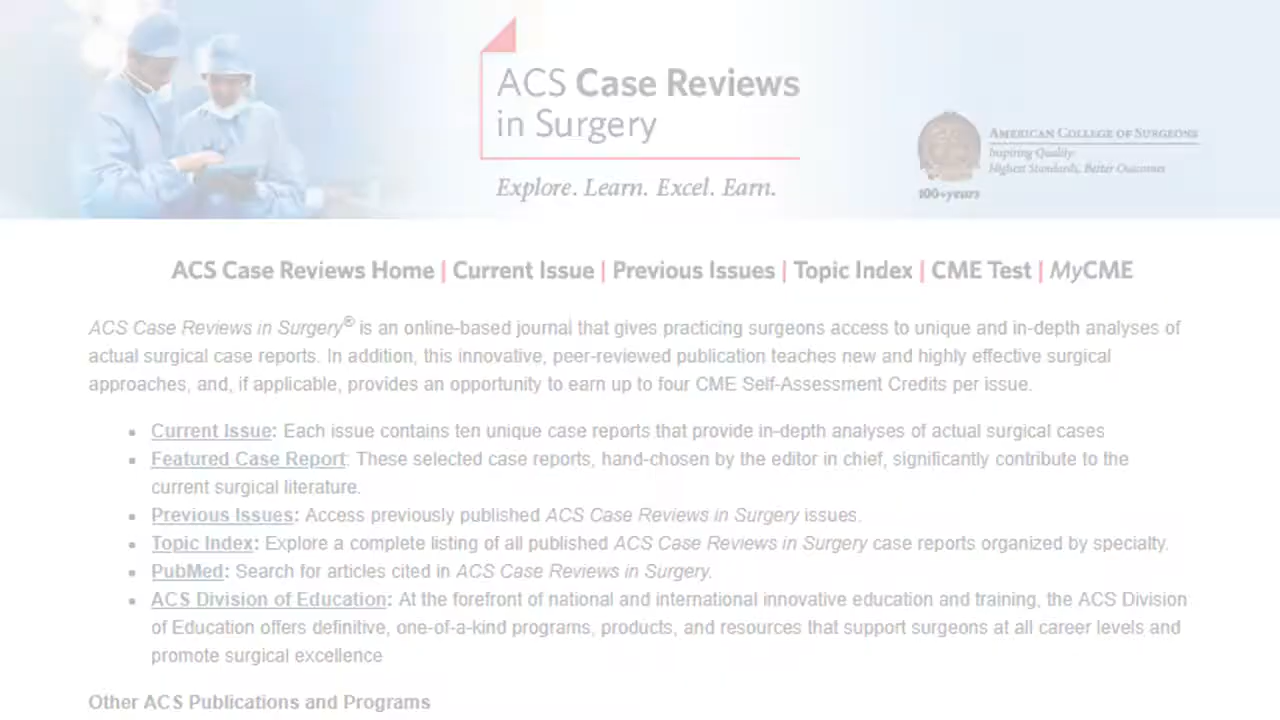 ACS Case Reviews
in Surgery
Explore. Learn. Excel. Earn.
AMERICAN COLLEGE OF SURGEONS
Inspiring Quality:
Highest Standards, Better Outcomes
100+years
ACS Case Reviews Home | Current Issue | Previous Issues | Topic Index | CME Test | MyCME
ACS Case Reviews in Surgery® is an online-based journal that gives practicing surgeons access to unique and in-depth analyses of
actual surgical case reports. In addition, this innovative, peer-reviewed publication teaches new and highly effective surgical
approaches, and, if applicable, provides an opportunity to earn up to four CME Self-Assessment Credits per issue.
• Current Issue: Each issue contains ten unique case reports that provide in-depth analyses of actual surgical cases
• Featured Case Report: These selected case reports, hand-chosen by the editor in chief, significantly contribute to the
current surgical literature.
• Previous Issues: Access previously published ACS Case Reviews in Surgery issues.
• Topic Index: Explore a complete listing of all published ACS Case Reviews in Surgery case reports organized by specialty.
• PubMed: Search for articles cited in ACS Case Reviews in Surgery.
• ACS Division of Education: At the forefront of national and international innovative education and training, the ACS Division
of Education offers definitive, one-of-a-kind programs, products, and resources that support surgeons at all career levels and
promote surgical excellence
Other ACS Publications and Programs